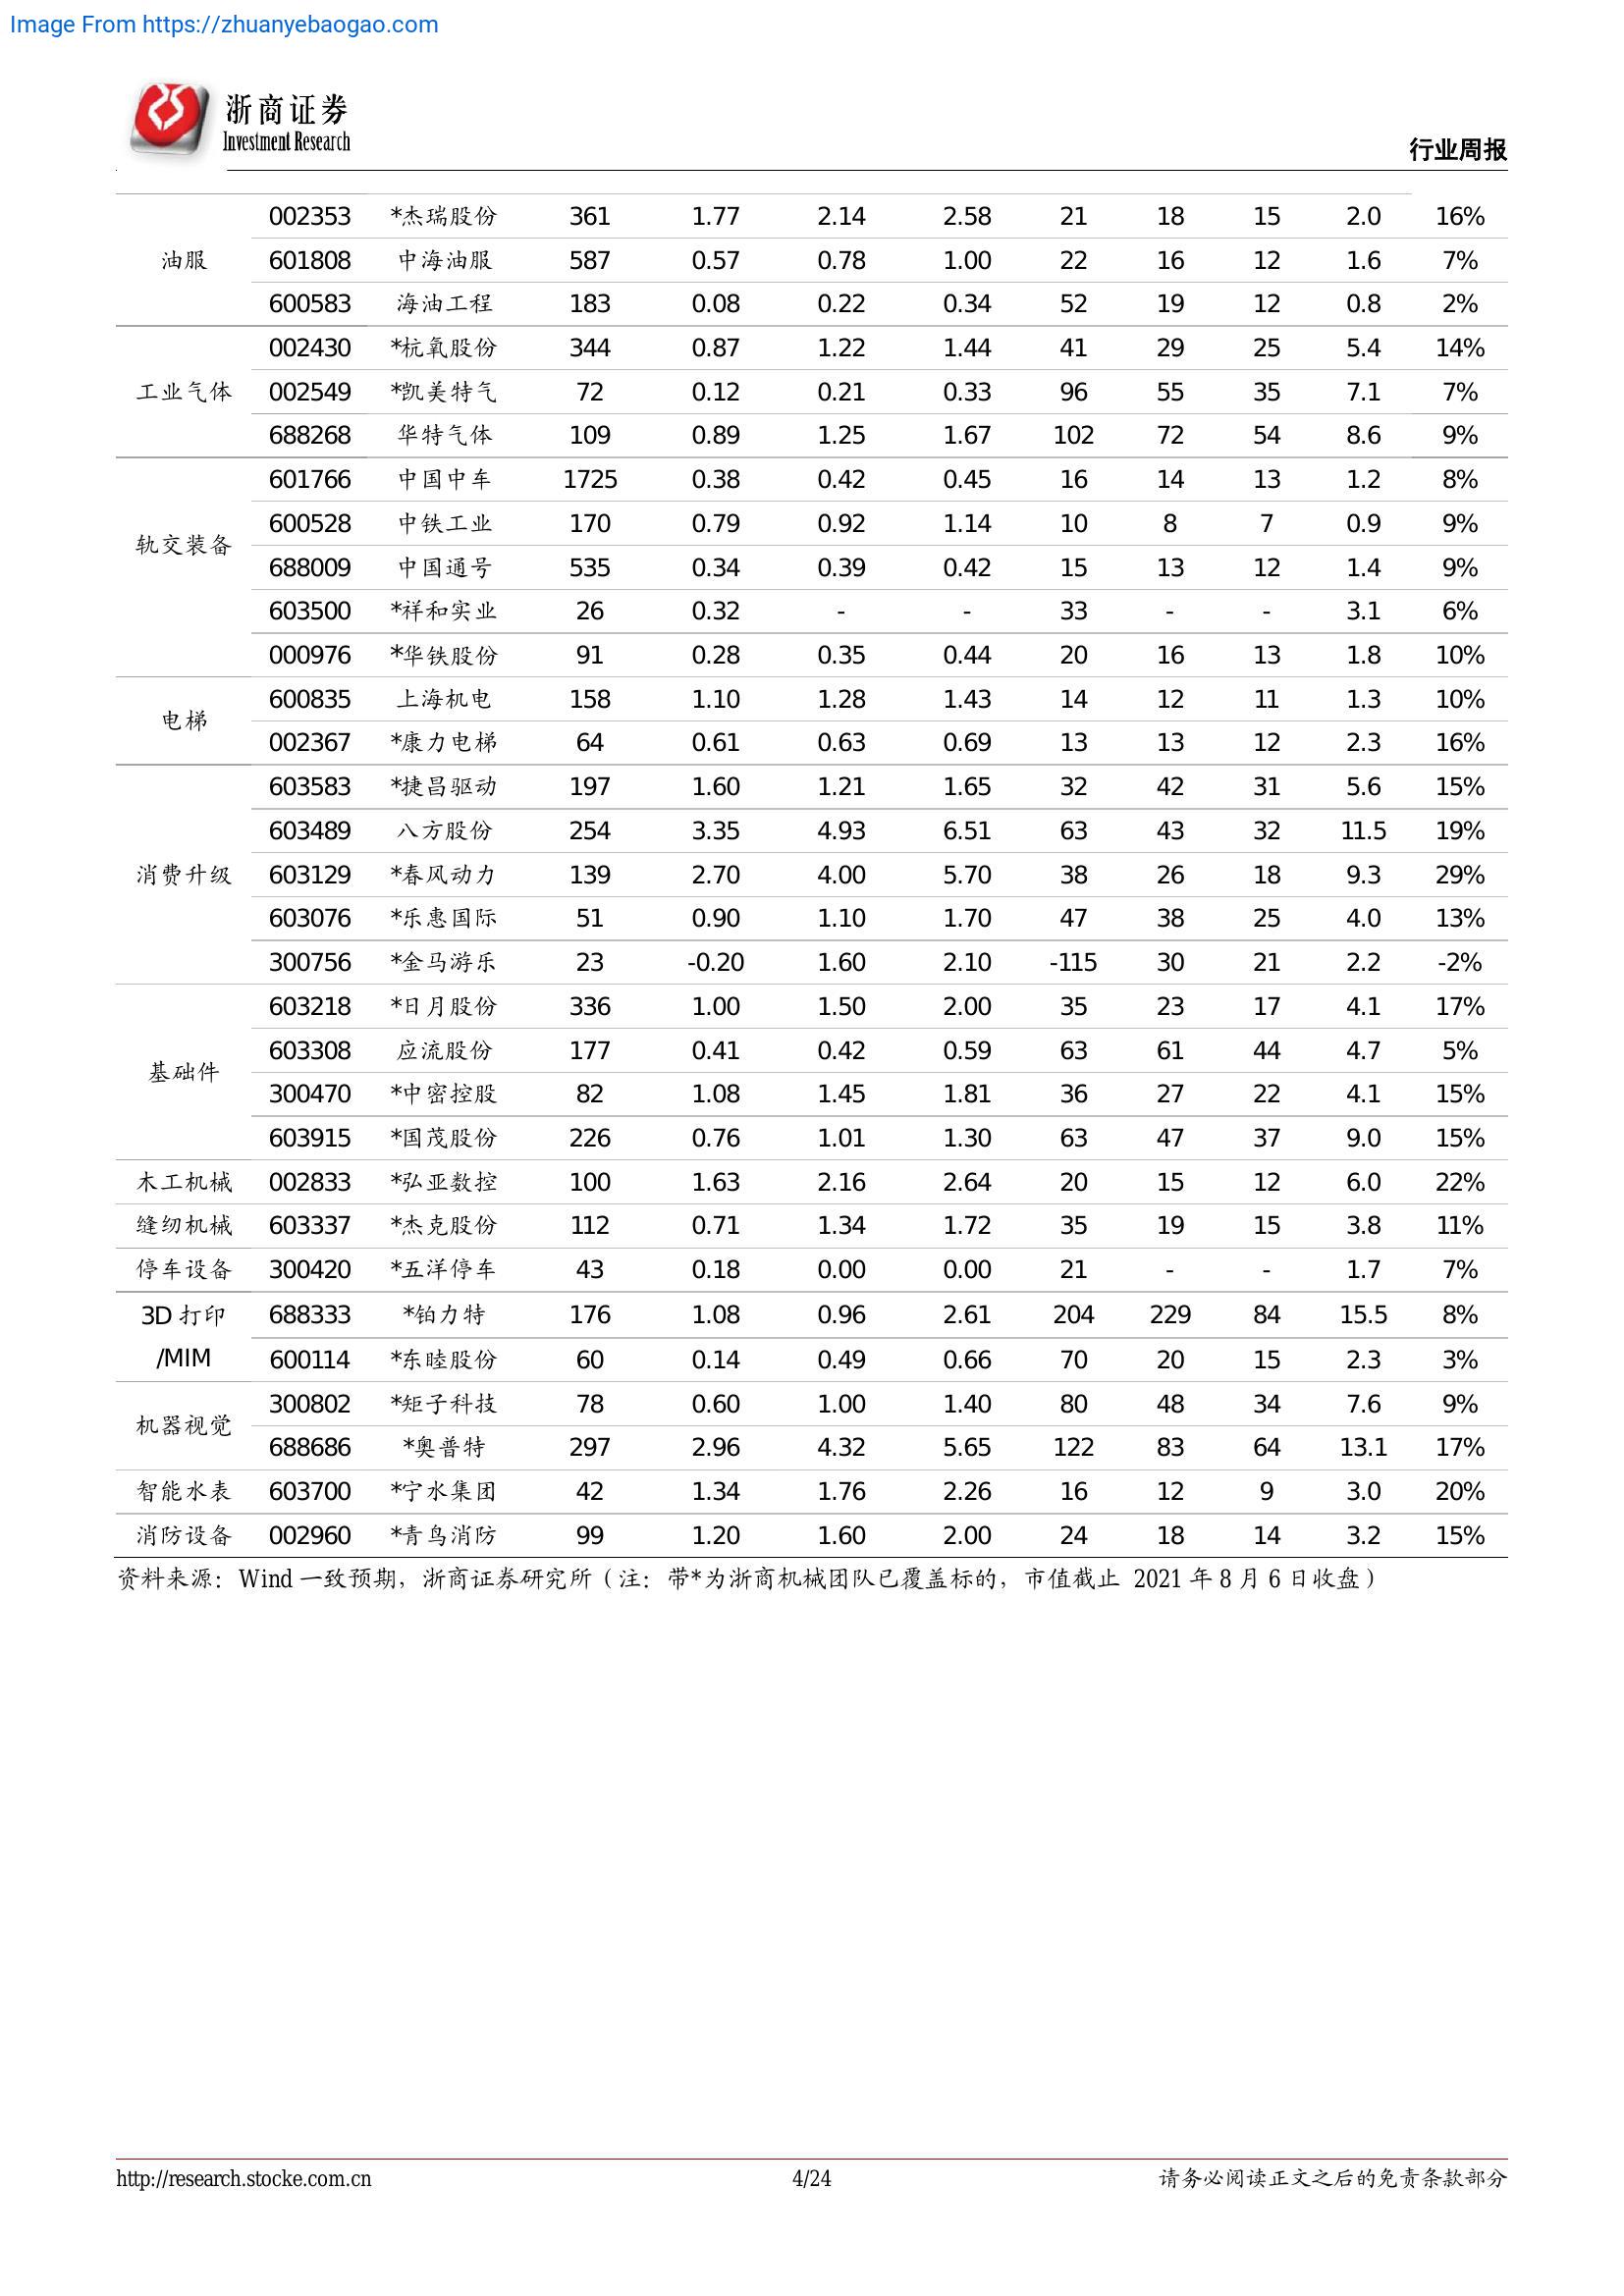 Image From https://zhuanyebaogao.com
浙商证券
Investment Research
行业周报
油服
002353 *杰瑞股份 361 1.77 2.14 2.58 21 18 15 2.0 16%
601808 中海油服 587 0.57 0.78 1.00 22 16 12 1.6 7%
600583 海油工程 183 0.08 0.22 0.34 52 19 12 0.8 2%
工业气体
002430 *杭氧股份 344 0.87 1.22 1.44 41 29 25 5.4 14%
002549 *凯美特气 72 0.12 0.21 0.33 96 55 35 7.1 7%
688268 华特气体 109 0.89 1.25 1.67 102 72 54 8.6 9%
轨交装备
601766 中国中车 1725 0.38 0.42 0.45 16 14 13 1.2 8%
600528 中铁工业 170 0.79 0.92 1.14 10 8 7 0.9 9%
688009 中国通号 535 0.34 0.39 0.42 15 13 12 1.4 9%
603500 *祥和实业 26 0.32 - - 33 - - 3.1 6%
000976 *华铁股份 91 0.28 0.35 0.44 20 16 13 1.8 10%
电梯
600835 上海机电 158 1.10 1.28 1.43 14 12 11 1.3 10%
002367 *康力电梯 64 0.61 0.63 0.69 13 13 12 2.3 16%
消费升级
603583 *捷昌驱动 197 1.60 1.21 1.65 32 42 31 5.6 15%
603489 八方股份 254 3.35 4.93 6.51 63 43 32 11.5 19%
603129 *春风动力 139 2.70 4.00 5.70 38 26 18 9.3 29%
603076 *乐惠国际 51 0.90 1.10 1.70 47 38 25 4.0 13%
300756 *金马游乐 23 -0.20 1.60 2.10 -115 30 21 2.2 -2%
基础件
603218 *日月股份 336 1.00 1.50 2.00 35 23 17 4.1 17%
603308 应流股份 177 0.41 0.42 0.59 63 61 44 4.7 5%
300470 *中密控股 82 1.08 1.45 1.81 36 27 22 4.1 15%
603915 *国茂股份 226 0.76 1.01 1.30 63 47 37 9.0 15%
木工机械 002833 *弘亚数控 100 1.63 2.16 2.64 20 15 12 6.0 22%
缝纫机械 603337 *杰克股份 112 0.71 1.34 1.72 35 19 15 3.8 11%
停车设备 300420 *五洋停车 43 0.18 0.00 0.00 21 - - 1.7 7%
3D 打印 688333 *铂力特 176 1.08 0.96 2.61 204 229 84 15.5 8%
/MIM 600114 *东睦股份 60 0.14 0.49 0.66 70 20 15 2.3 3%
机器视觉
300802 *矩子科技 78 0.60 1.00 1.40 80 48 34 7.6 9%
688686 *奥普特 297 2.96 4.32 5.65 122 83 64 13.1 17%
智能水表 603700 *宁水集团 42 1.34 1.76 2.26 16 12 9 3.0 20%
消防设备 002960 *青鸟消防 99 1.20 1.60 2.00 24 18 14 3.2 15%
资料来源：Wind 一致预期，浙商证券研究所（注：带*为浙商机械团队已覆盖标的，市值截止 2021 年 8 月 6 日收盘）
http://research.stocke.com.cn 4/24 请务必阅读正文之后的免责条款部分